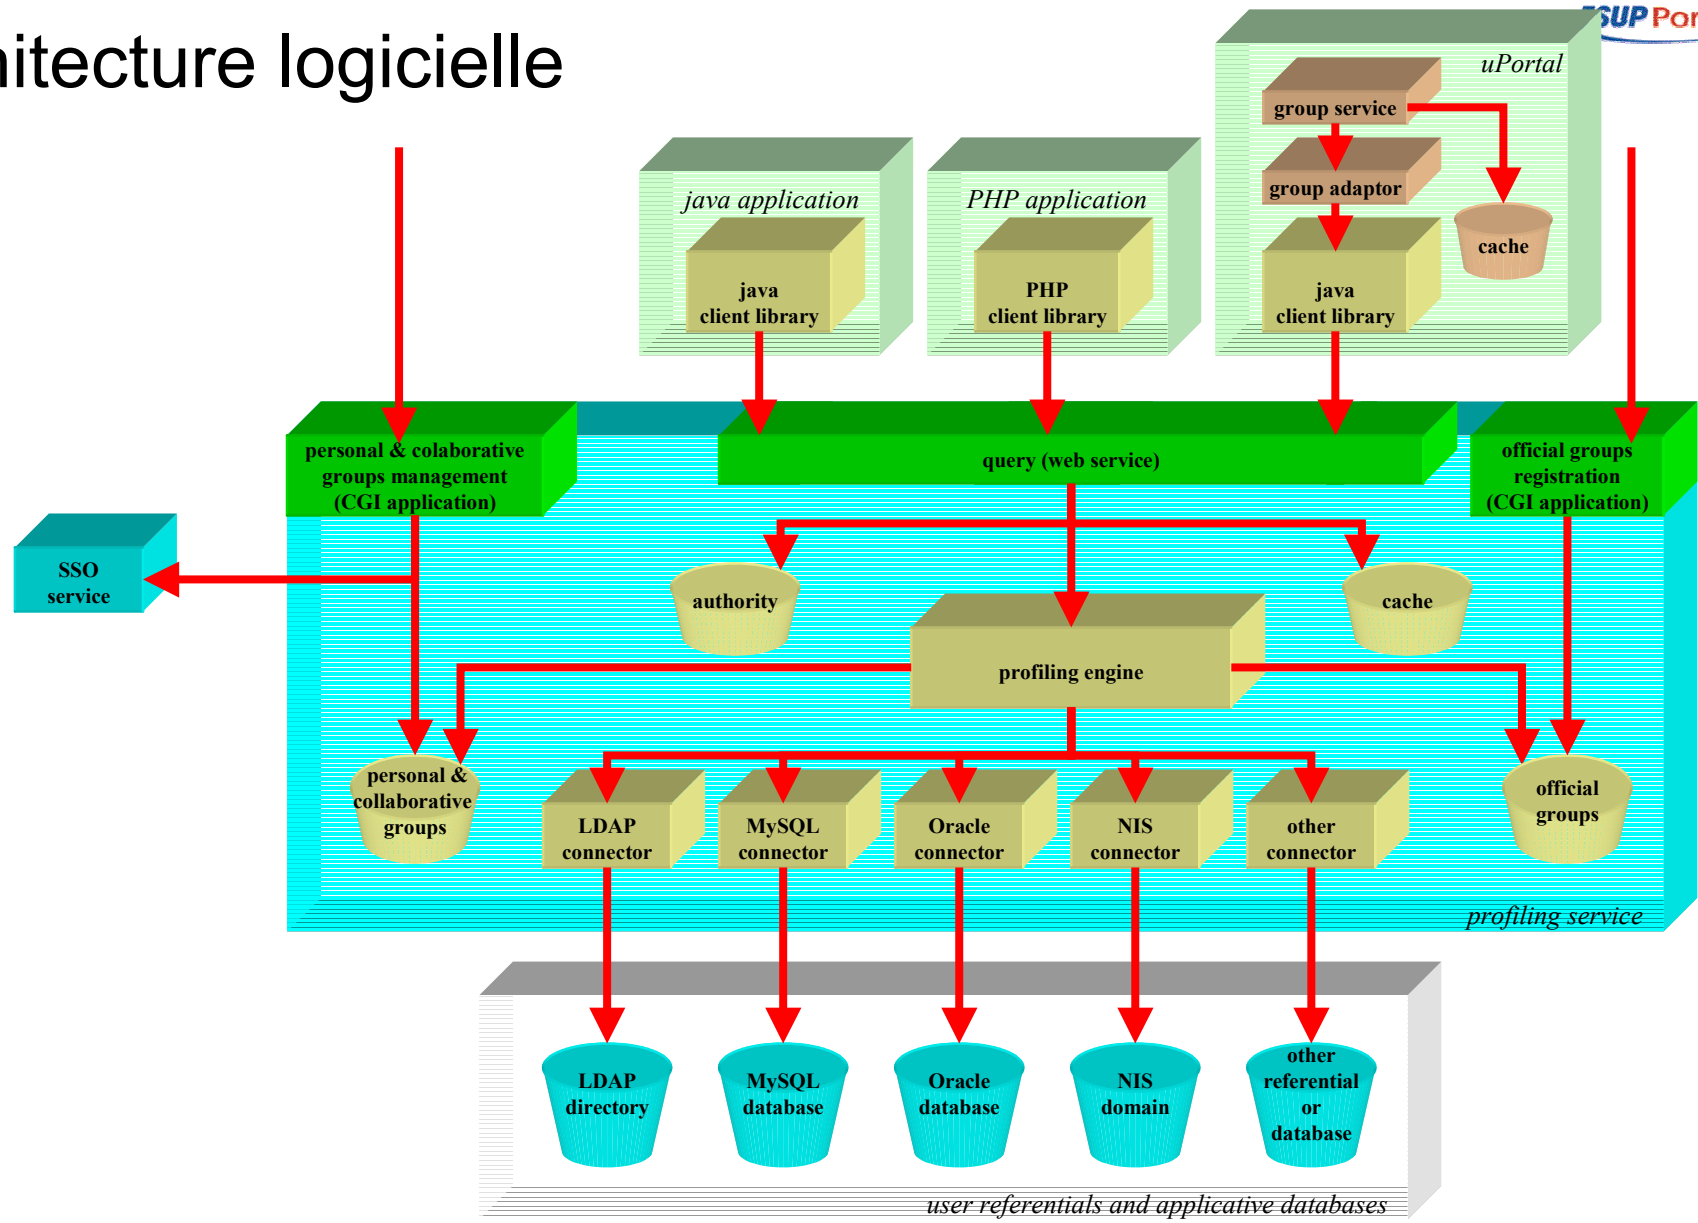 hitecture logicielle
ESUP Por
uPortal
group service
group adaptor
cache
java
client library
java application
java
client library
PHP application
PHP
client library
personal & colaborative
groups management
(CGI application)
query (web service)
official groups
registration
(CGI application)
SSO
service
authority
cache
profiling engine
personal &
collaborative
groups
LDAP
connector
MySQL
connector
Oracle
connector
NIS
connector
other
connector
official
groups
profiling service
LDAP
directory
MySQL
database
Oracle
database
NIS
domain
other
referential
or
database
user referentials and applicative databases